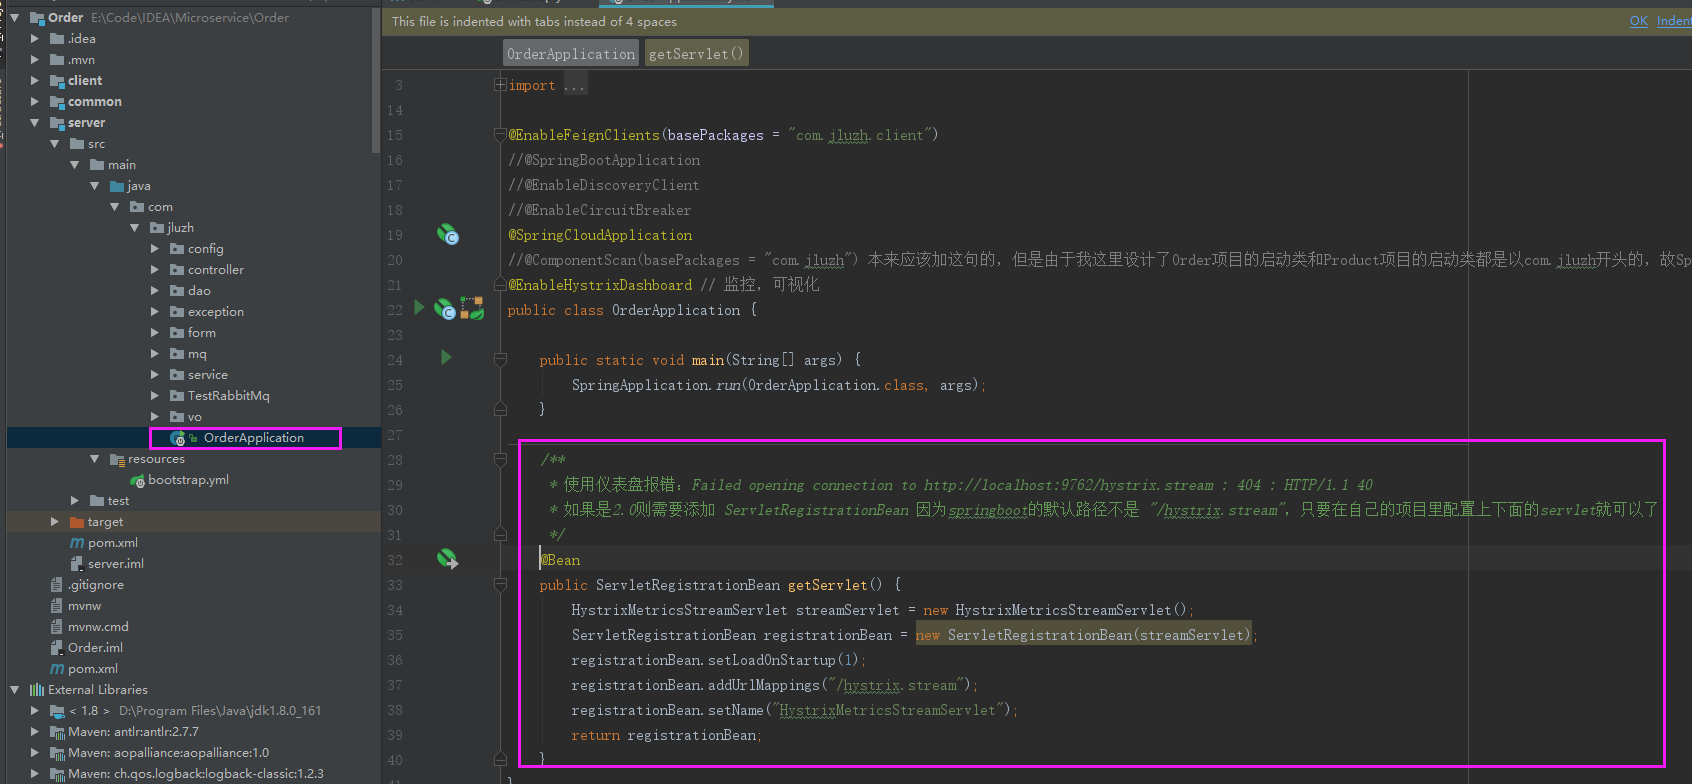 Order E:\Code\IDEA\Microservice\Order
.idea
.mvn
client
common
server
src
main
java
com
jluzh
config
controller
dao
exception
form
mq
service
TestRabbitMq
vo
OrderApplication
resources
bootstrap.yml
test
target
pom.xml
server.iml
.gitignore
mvnw
mvnw.cmd
Order.iml
pom.xml
External Libraries
< 1.8 > D:\Program Files\Java\jdk1.8.0_161
Maven: antlr:antlr:2.7.7
Maven: aopalliance:aopalliance:1.0
Maven: ch.qos.logback:logback-classic:1.2.3
This file is indented with tabs instead of 4 spaces OK Indent
OrderApplication getServlet()
3 import ...
14
15 @EnableFeignClients(basePackages = "com.jluzh.client")
16 //@SpringBootApplication
17 //@EnableDiscoveryClient
18 //@EnableCircuitBreaker
19 @SpringCloudApplication
20 //@ComponentScan(basePackages = "com.jluzh") 本来应该加这句的，但是由于我这里设计了Order项目的启动类和Product项目的启动类都是以com.jluzh开头的，故Sp
21 @EnableHystrixDashboard // 监控，可视化
22 public class OrderApplication {
23
24 public static void main(String[] args) {
25 SpringApplication.run(OrderApplication.class, args);
26 }
27
28 /**
29 * 使用仪表盘报错：Failed opening connection to http://localhost:9762/hystrix.stream : 404 : HTTP/1.1 40
30 * 如果是2.0则需要添加 ServletRegistrationBean 因为springboot的默认路径不是 "/hystrix.stream"，只要在自己的项目里配置上下面的servlet就可以了
31 */
32 @Bean
33 public ServletRegistrationBean getServlet() {
34 HystrixMetricsStreamServlet streamServlet = new HystrixMetricsStreamServlet();
35 ServletRegistrationBean registrationBean = new ServletRegistrationBean(streamServlet);
36 registrationBean.setLoadOnStartup(1);
37 registrationBean.addUrlMappings("/hystrix.stream");
38 registrationBean.setName("HystrixMetricsStreamServlet");
39 return registrationBean;
40 }